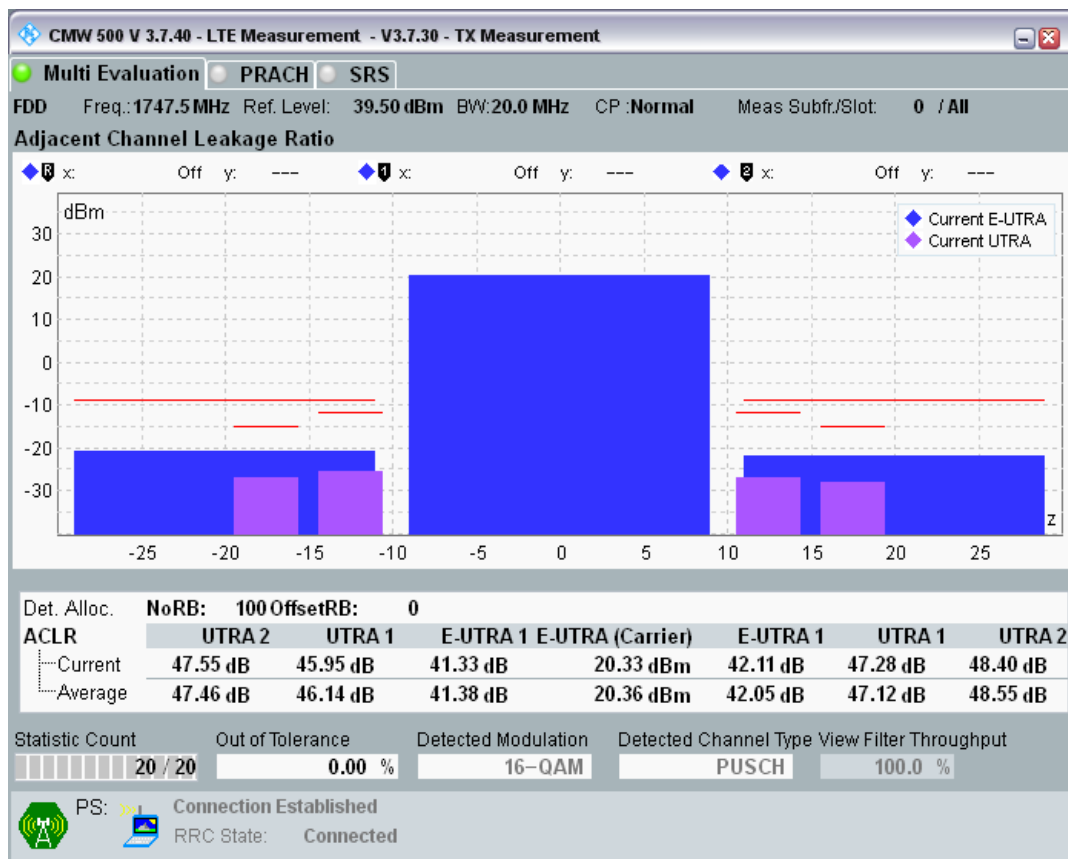 CMW 500 V 3.7.40 - LTE Measurement - V3.7.30 - TX Measurement
Multi Evaluation PRACH SRS
FDD Freq.:1747.5 MHz Ref. Level: 39.50 dBm BW:20.0 MHz CP :Normal Meas Subfr./Slot: 0 / All
Adjacent Channel Leakage Ratio
R x: Off y: --- 1 x: Off y: --- 2 x: Off y: ---
dBm
Current E-UTRA
Current UTRA
30
20
10
0
-10
-20
-30
z
-25 -20 -15 -10 -5 0 5 10 15 20 25
Det. Alloc. NoRB: 100 OffsetRB: 0
ACLR UTRA 2 UTRA 1 E-UTRA 1 E-UTRA (Carrier) E-UTRA 1 UTRA 1 UTRA 2
Current 47.55 dB 45.95 dB 41.33 dB 20.33 dBm 42.11 dB 47.28 dB 48.40 dB
Average 47.46 dB 46.14 dB 41.38 dB 20.36 dBm 42.05 dB 47.12 dB 48.55 dB
Statistic Count Out of Tolerance Detected Modulation Detected Channel Type View Filter Throughput
20 / 20 0.00 % 16-QAM PUSCH 100.0 %
PS: Connection Established
RRC State: Connected